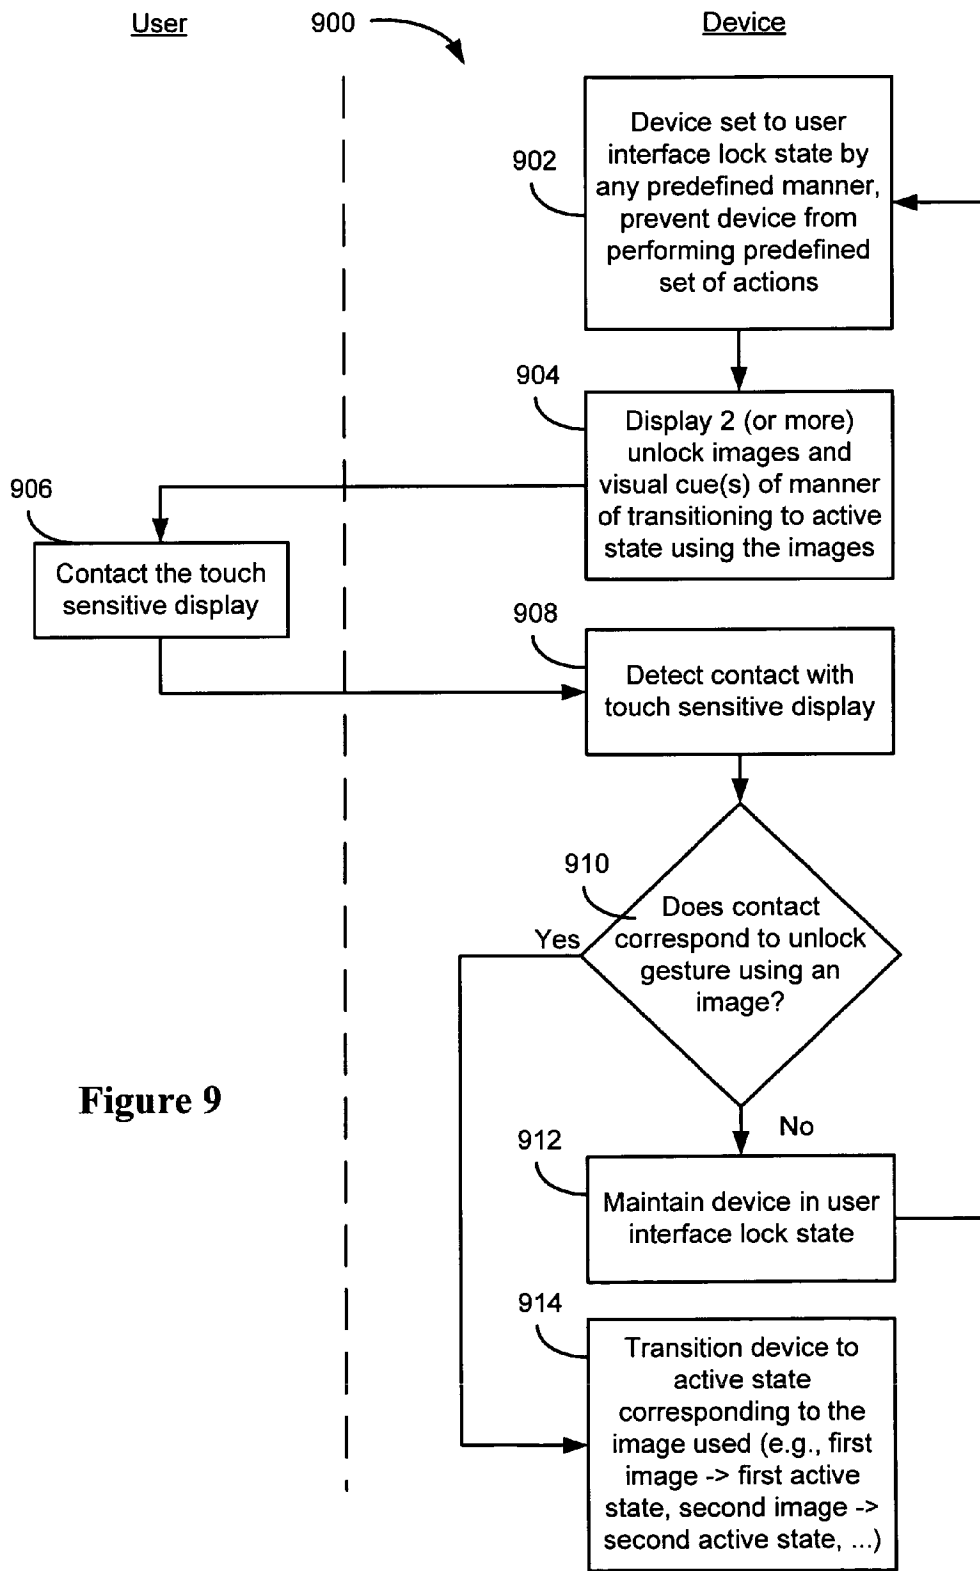 User
900
Device
902
Device set to user
interface lock state by
any predefined manner,
prevent device from
performing predefined
set of actions
904
Display 2 (or more)
unlock images and
visual cue(s) of manner
of transitioning to active
state using the images
906
Contact the touch
sensitive display
908
Detect contact with
touch sensitive display
910
Does contact
correspond to unlock
gesture using an
image?
Yes
No
Figure 9
912
Maintain device in user
interface lock state
914
Transition device to
active state
corresponding to the
image used (e.g., first
image -> first active
state, second image ->
second active state, ...)